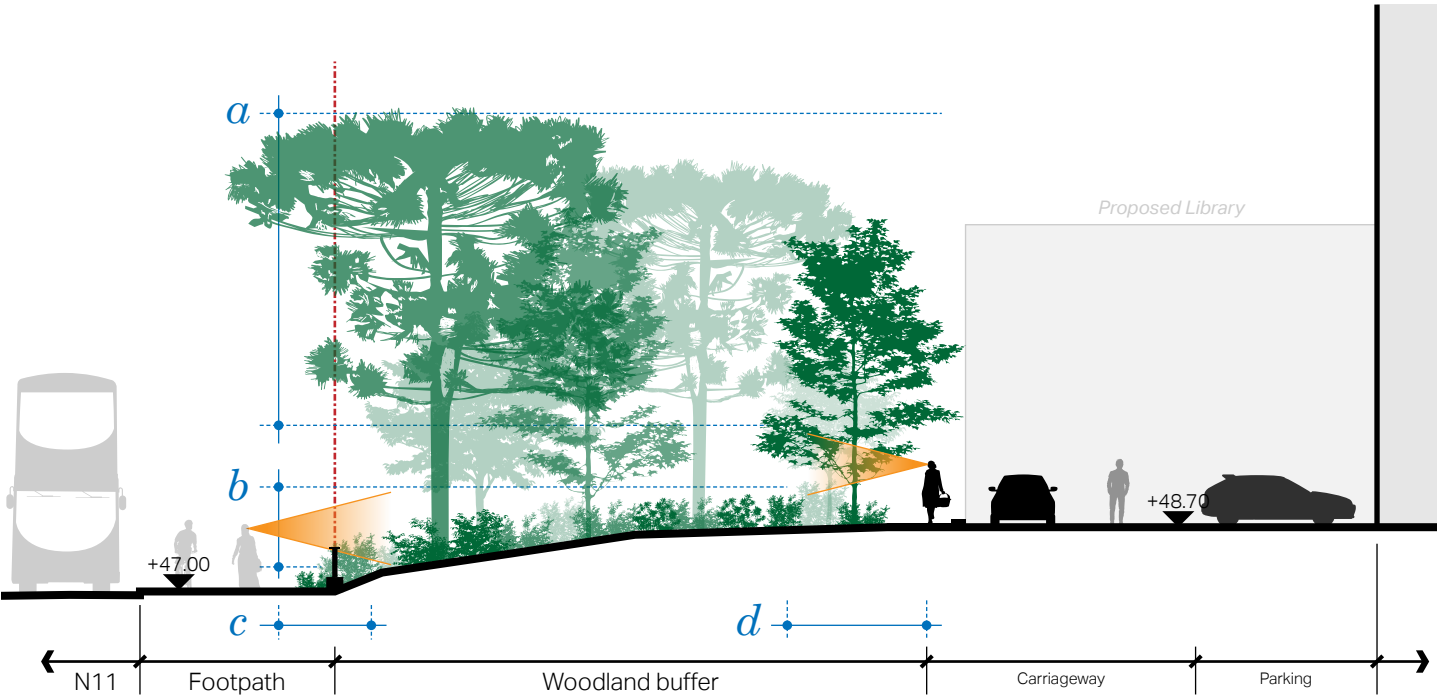 a
Proposed Library
b
+48.70
+47.00
c
d
N11
Footpath
Woodland buffer
Carriageway
Parking